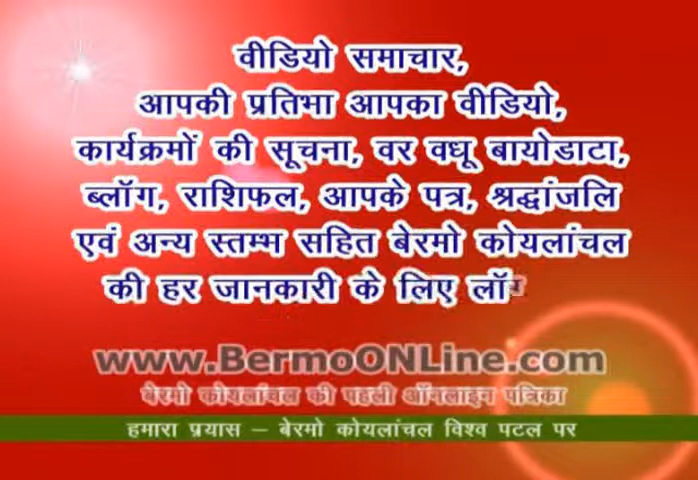 वीडियो समाचार,
आपकी प्रतिभा आपका वीडियो,
कार्यक्रमों की सूचना, वर वधू बायोडाटा,
ब्लॉग, राशिफल, आपके पत्र, श्रद्धांजलि
एवं अन्य स्तम्भ सहित बेरमो कोयलांचल
की हर जानकारी के लिए लॉग
www.BermoONLine.com
बेरमो कोयलांचल की पहली ऑनलाइन पत्रिका
हमारा प्रयास – बेरमो कोयलांचल विश्व पटल पर